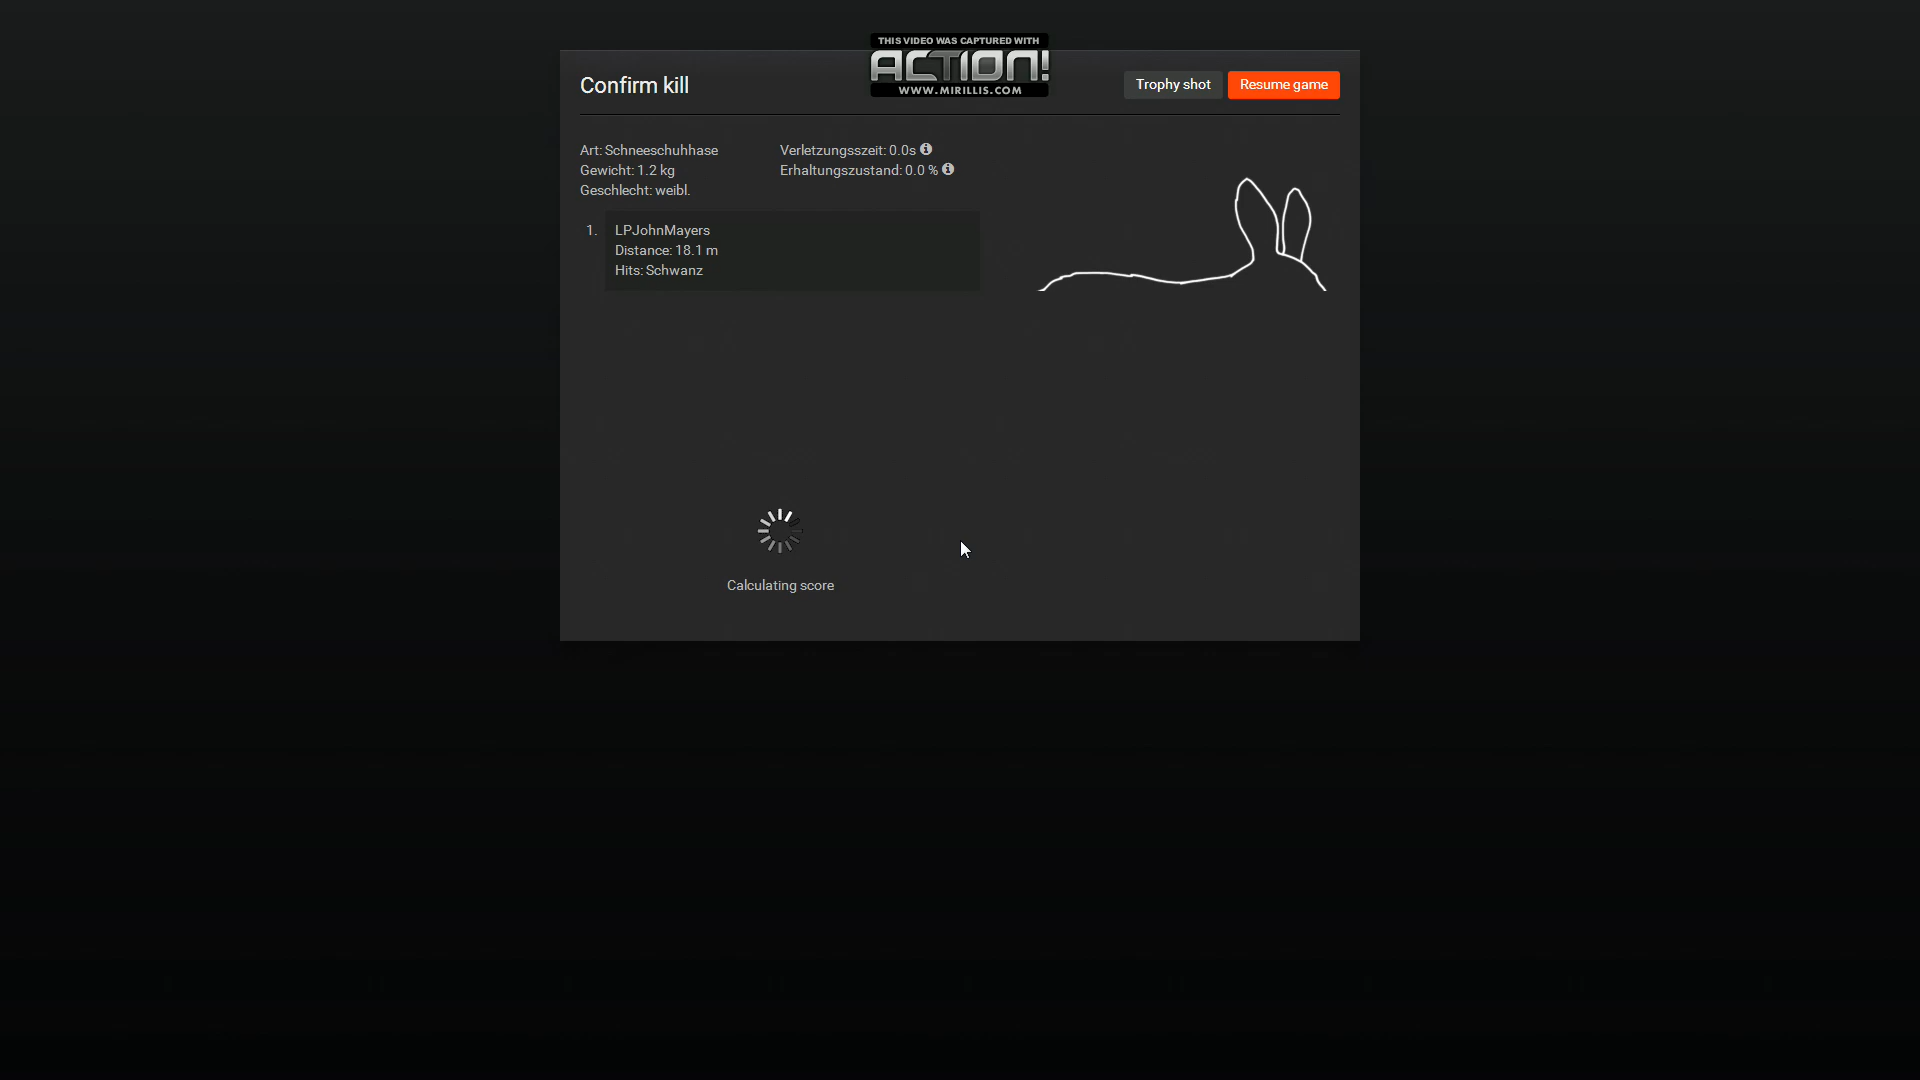 THIS VIDEO WAS CAPTURED WITH
ACTION!
WWW.MIRILLIS.COM
Confirm kill
Trophy shot
Resume game
Art: Schneeschuhhase
Gewicht: 1.2 kg
Geschlecht: weibl.
Verletzungsszeit: 0.0s
Erhaltungszustand: 0.0 %
1.
LPJohnMayers
Distance: 18.1 m
Hits: Schwanz
Calculating score